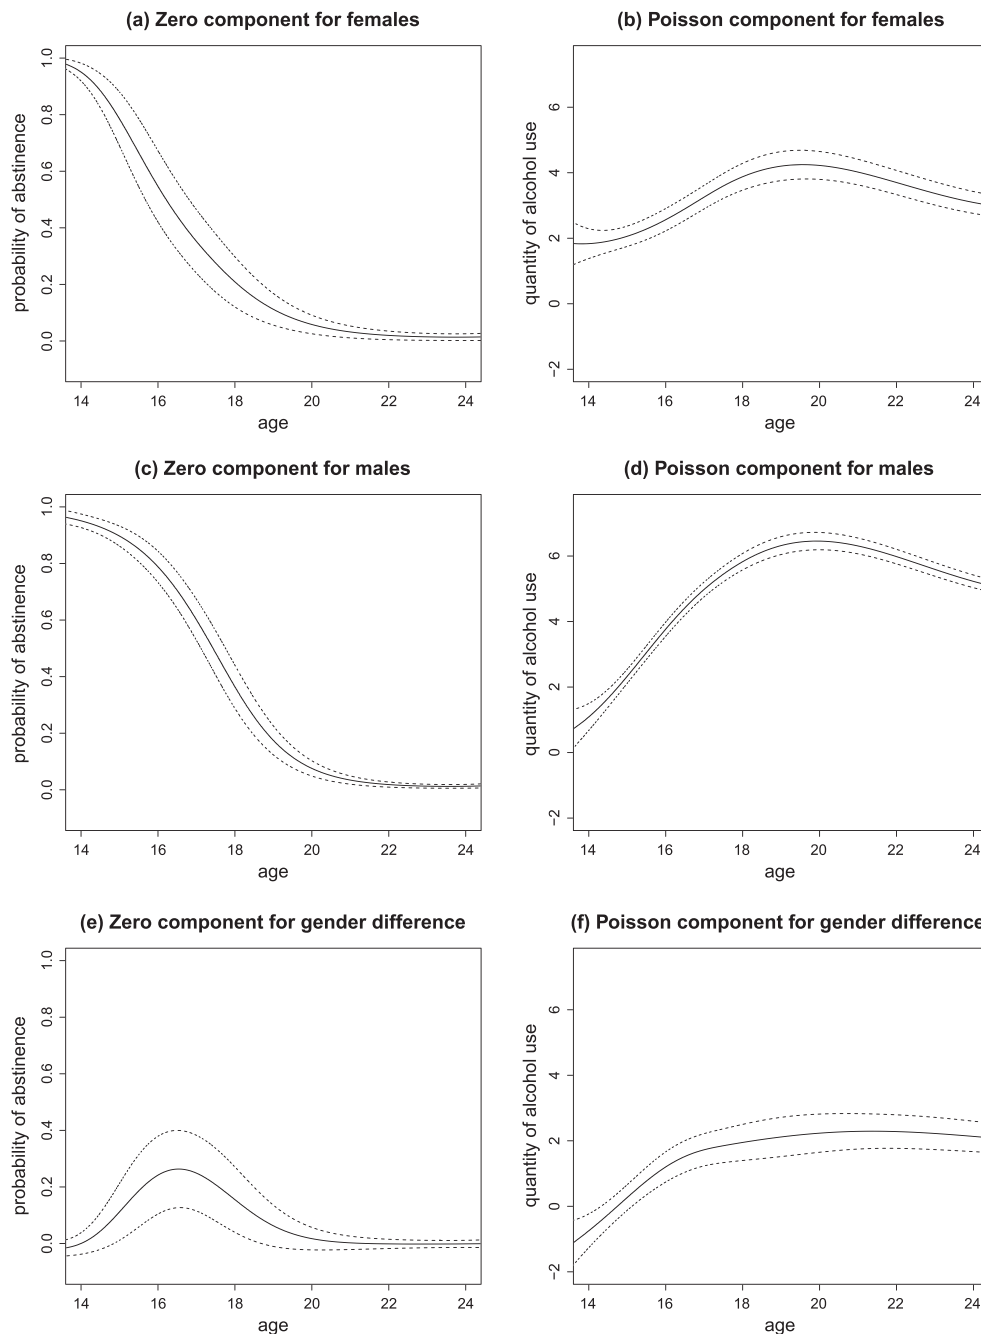 (a) Zero component for females
(b) Poisson component for females
probability of abstinence
0.0 0.2 0.4 0.6 0.8 1.0
14 16 18 20 22 24
age
quantity of alcohol use
−2 0 2 4 6
14 16 18 20 22 24
age
(c) Zero component for males
(d) Poisson component for males
probability of abstinence
0.0 0.2 0.4 0.6 0.8 1.0
14 16 18 20 22 24
age
quantity of alcohol use
−2 0 2 4 6
14 16 18 20 22 24
age
(e) Zero component for gender difference
(f) Poisson component for gender difference
probability of abstinence
0.0 0.2 0.4 0.6 0.8 1.0
14 16 18 20 22 24
age
quantity of alcohol use
−2 0 2 4 6
14 16 18 20 22 24
age